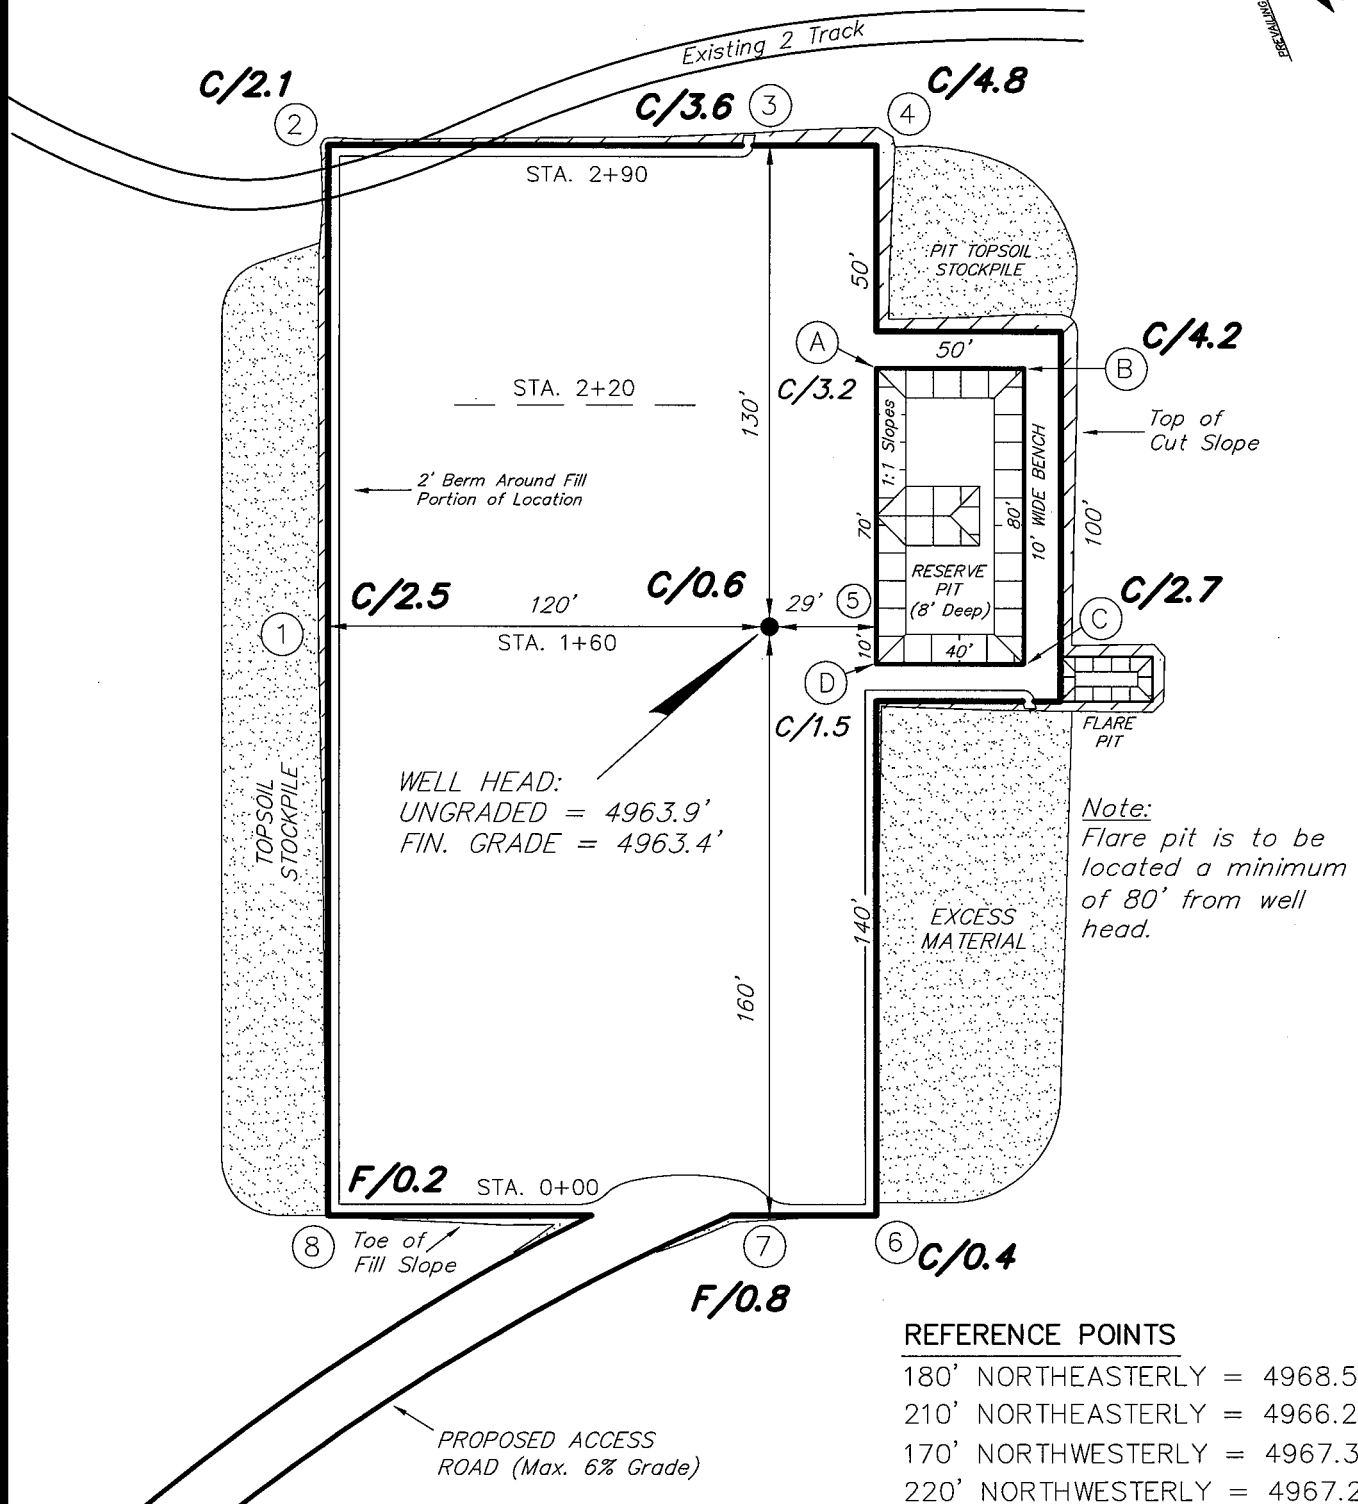 PREVAILING
Existing 2 Track
C/2.1
2
C/3.6
3
C/4.8
4
STA. 2+90
50'
PIT TOPSOIL
STOCKPILE
A
50'
C/4.2
B
C/3.2
STA. 2+20
130'
1:1 Slopes
Top of
Cut Slope
2' Berm Around Fill
Portion of Location
70'
80'
10' WIDE BENCH
100'
RESERVE
PIT
(8' Deep)
1
C/2.5
120'
STA. 1+60
C/0.6
29'
5
C/2.7
C
10'
40'
D
C/1.5
FLARE
PIT
TOPSOIL
STOCKPILE
WELL HEAD:
UNGRADED = 4963.9'
FIN. GRADE = 4963.4'
Note:
Flare pit is to be
located a minimum
of 80' from well
head.
140'
EXCESS
MATERIAL
160'
F/0.2
STA. 0+00
8
Toe of
Fill Slope
7
F/0.8
6
C/0.4
PROPOSED ACCESS
ROAD (Max. 6% Grade)
REFERENCE POINTS
180' NORTHEASTERLY = 4968.5
210' NORTHEASTERLY = 4966.2
170' NORTHWESTERLY = 4967.3
220' NORTHWESTERLY = 4967.2